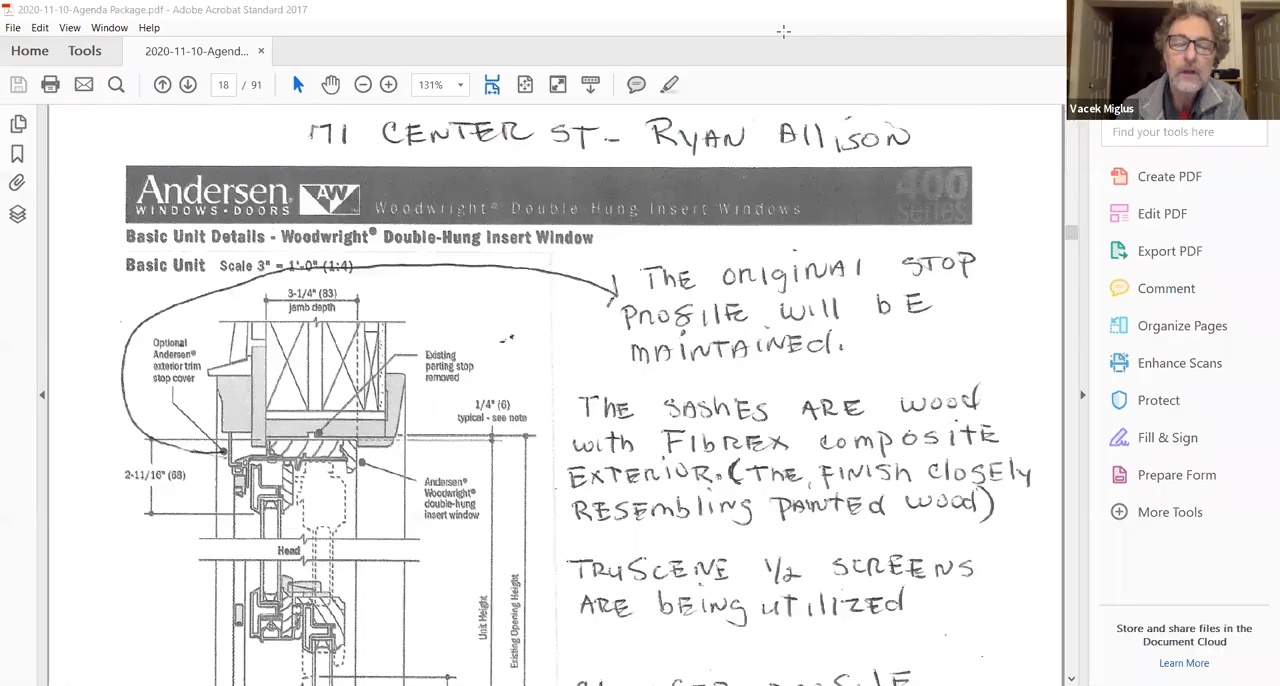 2020-11-10-Agenda Package.pdf - Adobe Acrobat Standard 2017
File Edit View Window Help
Home Tools 2020-11-10-Agend... ×
18 / 91 131%
Vacek Miglus
Find your tools here
Create PDF
Edit PDF
Export PDF
Comment
Organize Pages
Enhance Scans
Protect
Fill & Sign
Prepare Form
More Tools
Store and share files in the
Document Cloud
Learn More
171 CENTER ST - RYAN Allison
Andersen®
WINDOWS • DOORS
AW
Woodwright® Double-Hung Insert Windows
400
series
Basic Unit Details - Woodwright® Double-Hung Insert Window
Basic Unit Scale 3" = 1'-0" (1:4)
3-1/4" (83)
jamb depth
Optional
Andersen®
exterior trim
stop cover
Existing
parting stop
removed
1/4" (6)
typical - see note
2-11/16" (68)
Andersen®
Woodwright®
double-hung
insert window
Head
Unit Height
Existing Opening Height
The original STOP
PROFILE will bE
MAINTAINEd.
THE SASHES ARE wood
with FIBREX composITE
EXTERIOR. (THE FINISH closely
RESEMbling PAINTEd wood)
TRUSCENE 1/2 SCREENS
ARE being utilizEd